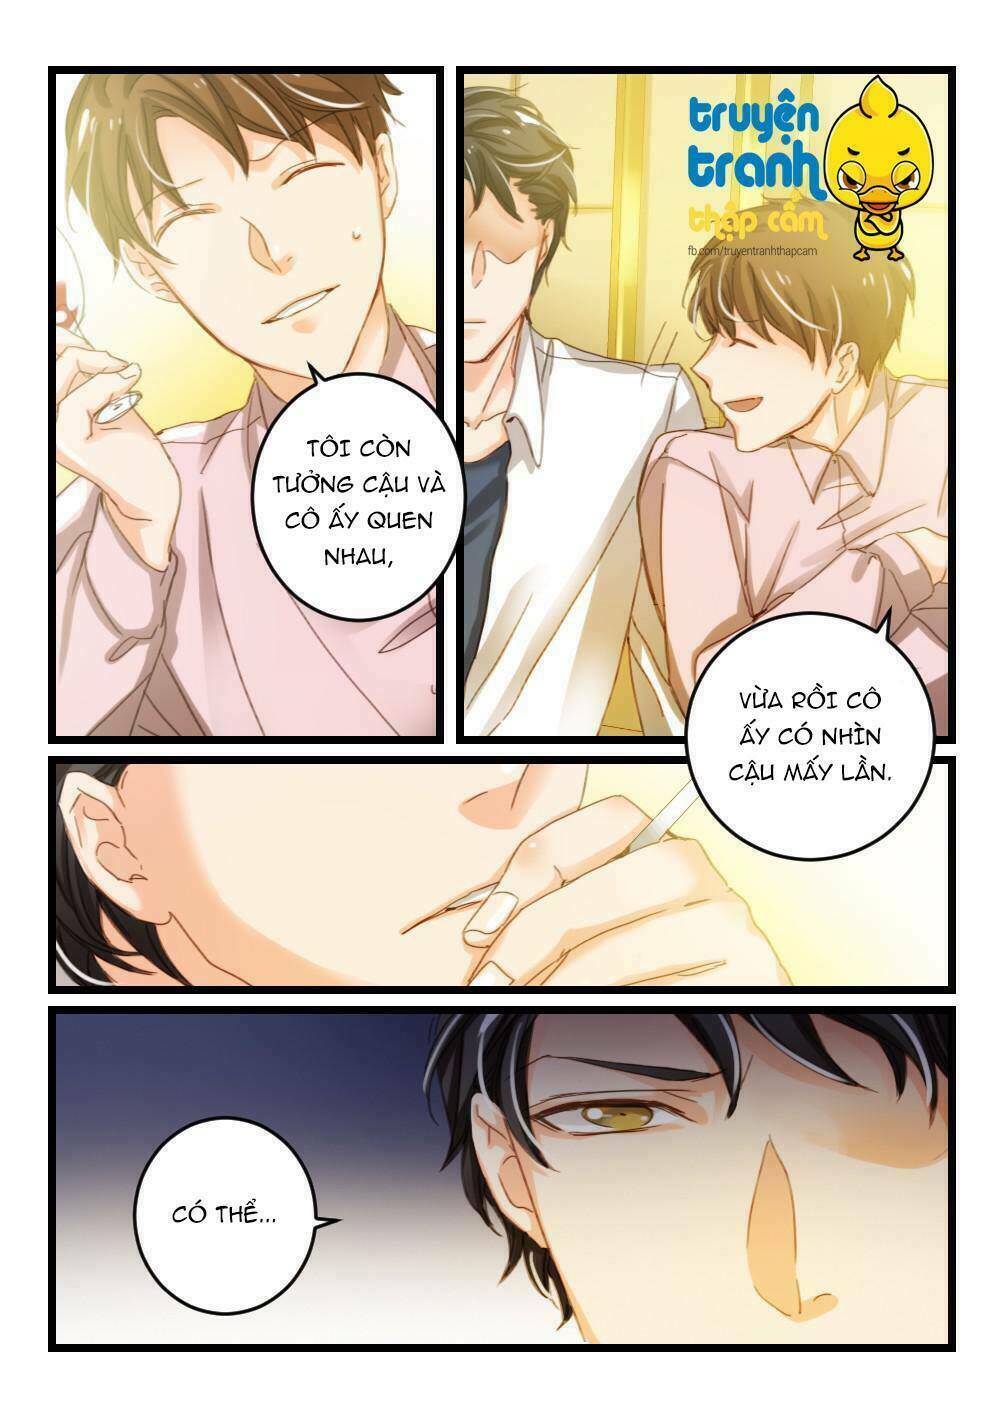 truyện
tranh
thập cẩm
fb.com/truyentranhthapcam
TÔI CÒN
TƯỞNG CẬU VÀ
CÔ ẤY QUEN
NHAU,
VỪA RỒI CÔ
ẤY CÓ NHÌN
CẬU MẤY LẦN.
CÓ THỂ...